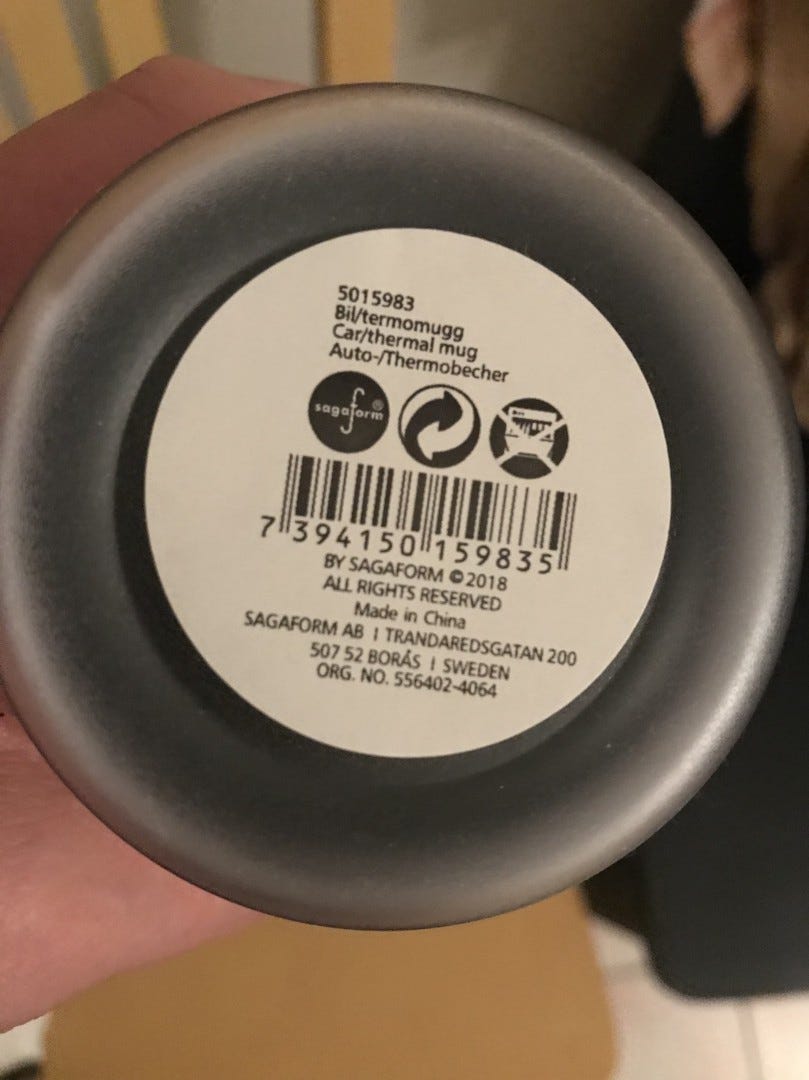 5015983
Bil/termomugg
Car/thermal mug
Auto-/Thermobecher
sagaform®
7 394150 159835
BY SAGAFORM © 2018
ALL RIGHTS RESERVED
Made in China
SAGAFORM AB | TRANDAREDSGATAN 200
507 52 BORÅS | SWEDEN
ORG. NO. 556402-4064